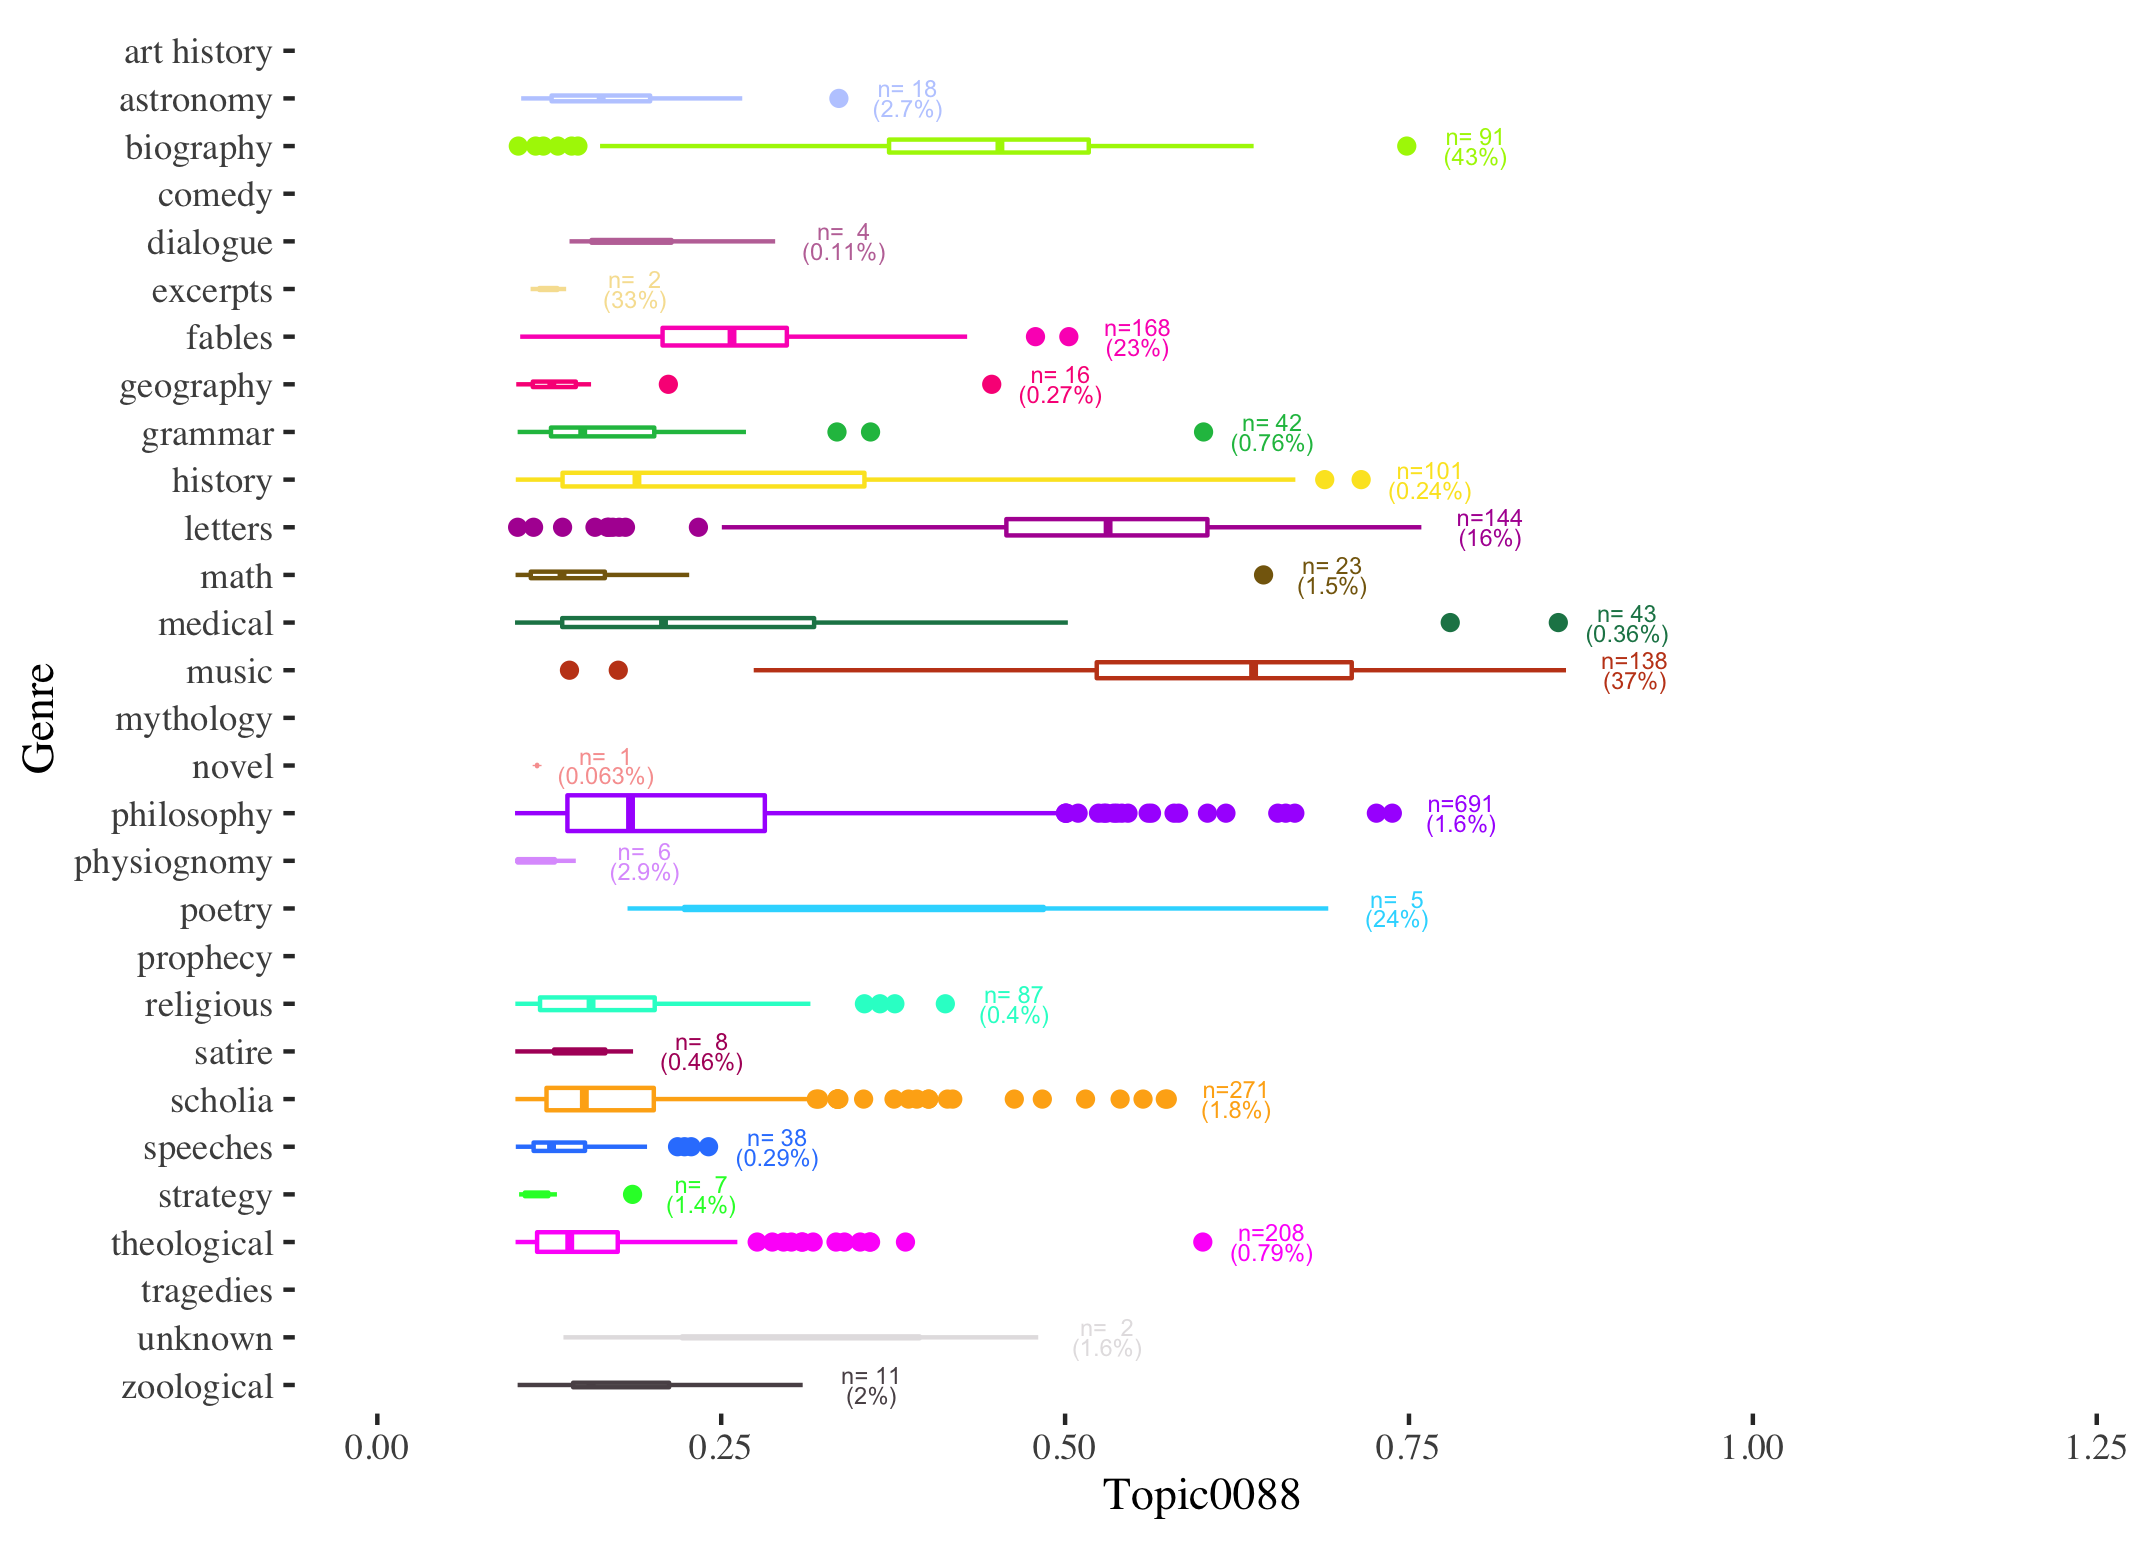 Genre
art history
astronomy
n= 18
(2.7%)
biography
n= 91
(43%)
comedy
dialogue
n= 4
(0.11%)
excerpts
n= 2
(33%)
fables
n=168
(23%)
geography
n= 16
(0.27%)
grammar
n= 42
(0.76%)
history
n=101
(0.24%)
letters
n=144
(16%)
math
n= 23
(1.5%)
medical
n= 43
(0.36%)
music
n=138
(37%)
mythology
novel
n= 1
(0.063%)
philosophy
n=691
(1.6%)
physiognomy
n= 6
(2.9%)
poetry
n= 5
(24%)
prophecy
religious
n= 87
(0.4%)
satire
n= 8
(0.46%)
scholia
n=271
(1.8%)
speeches
n= 38
(0.29%)
strategy
n= 7
(1.4%)
theological
n=208
(0.79%)
tragedies
unknown
n= 2
(1.6%)
zoological
n= 11
(2%)
0.00 0.25 0.50 0.75 1.00 1.25
Topic0088